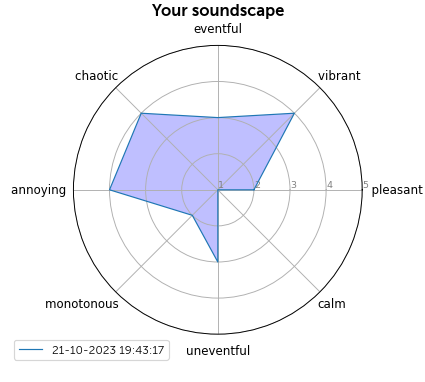 Your soundscape
eventful
chaotic
vibrant
annoying
1 2 3 4 5
pleasant
monotonous
calm
uneventful
21-10-2023 19:43:17